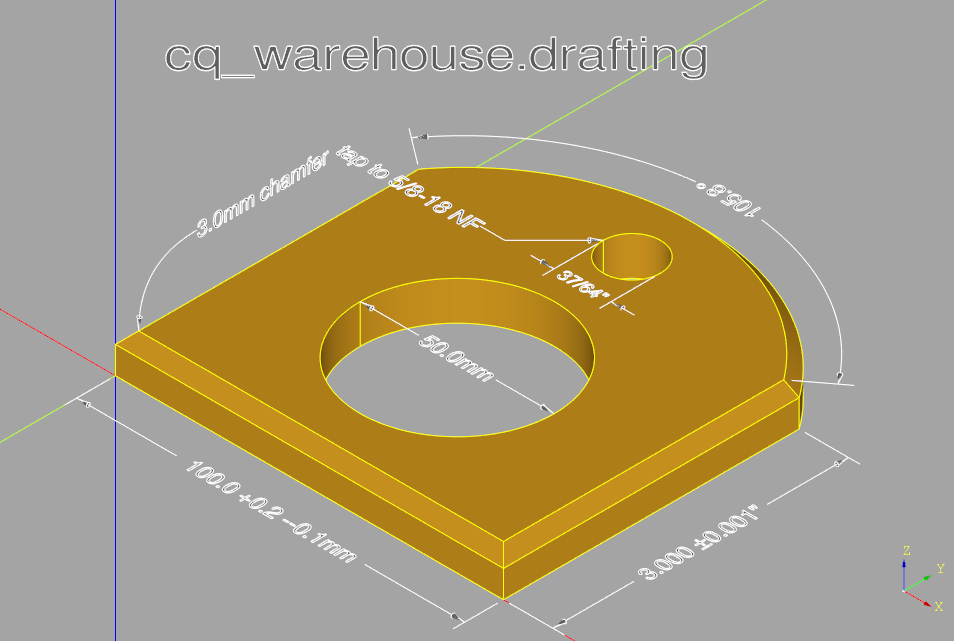 cq_warehouse.drafting
3.0mm chamfer
tap to 5/8-18 NF
105.8°
37/64"
50.0mm
100.0 +0.2 --0.1mm
3.000 ±0.001"
Z
Y
X